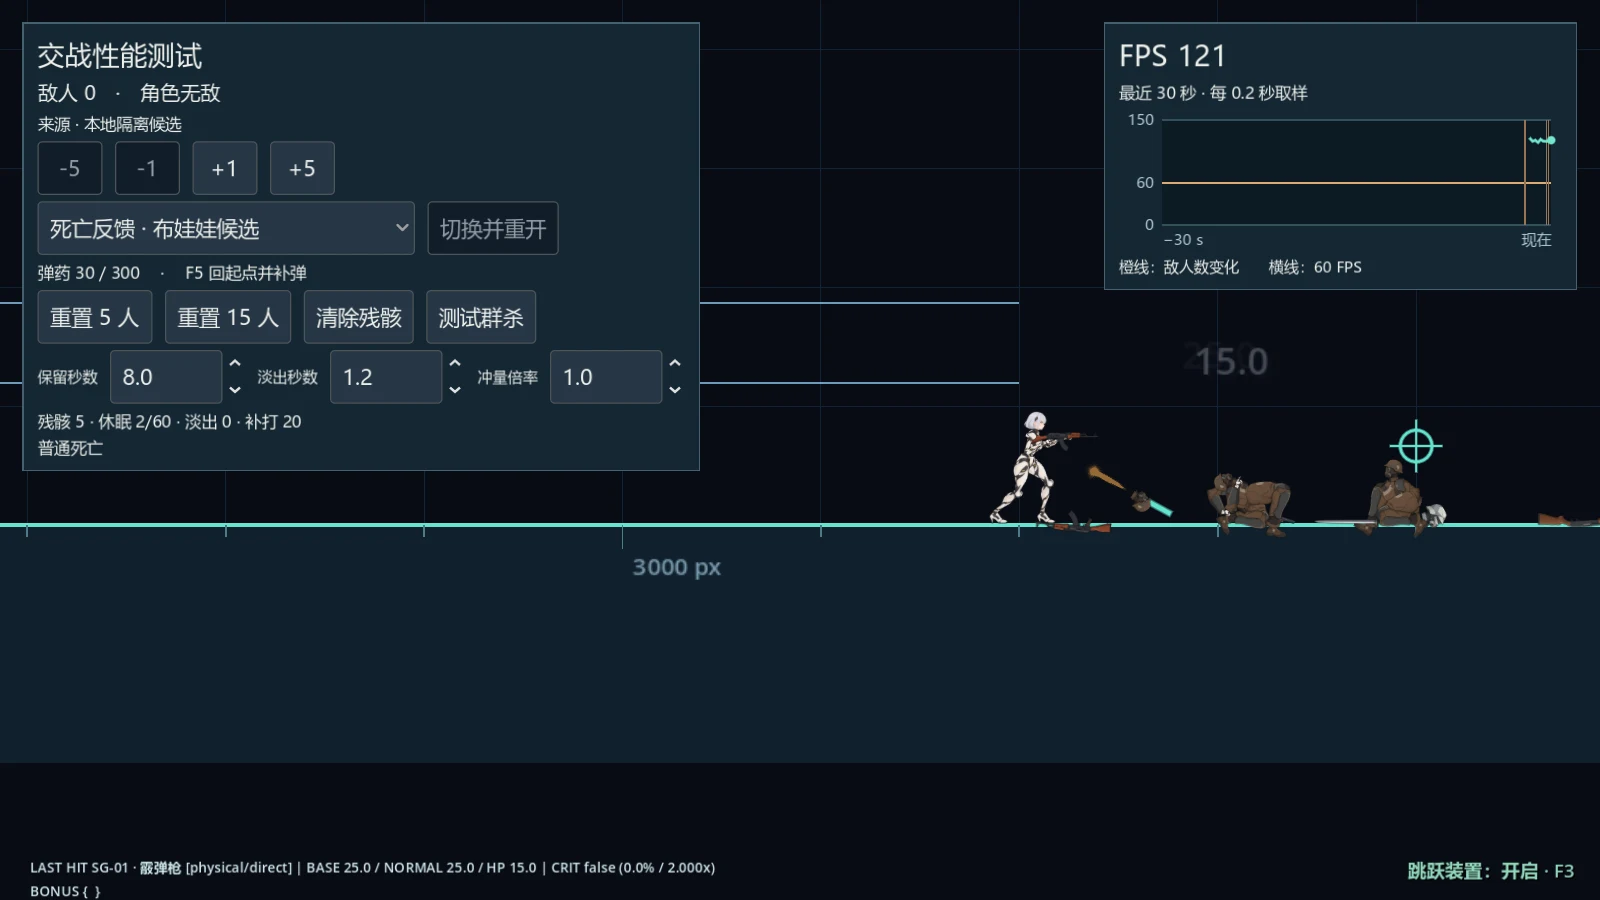 交战性能测试
敌人 0 · 角色无敌
来源 · 本地隔离候选
-5 -1 +1 +5
死亡反馈 · 布娃娃候选 切换并重开
弹药 30 / 300 · F5 回起点并补弹
重置 5 人 重置 15 人 清除残骸 测试群杀
保留秒数 8.0 淡出秒数 1.2 冲量倍率 1.0
残骸 5 · 休眠 2/60 · 淡出 0 · 补打 20
普通死亡
FPS 121
最近 30 秒 · 每 0.2 秒取样
150
60
0
−30 s 现在
橙线：敌人数变化 横线：60 FPS
15.0
3000 px
LAST HIT SG-01 · 霰弹枪 [physical/direct] | BASE 25.0 / NORMAL 25.0 / HP 15.0 | CRIT false (0.0% / 2.000x)
BONUS { }
跳跃装置：开启 · F3